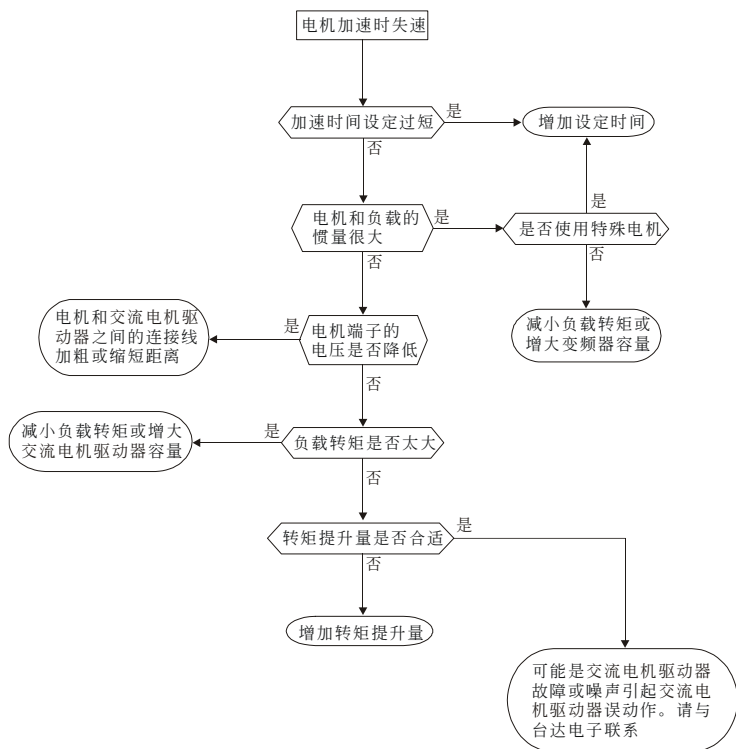 电机加速时失速
加速时间设定过短
是
增加设定时间
否
电机和负载的
惯量很大
是
是
是否使用特殊电机
否
否
减小负载转矩或
增大变频器容量
电机和交流电机驱
动器之间的连接线
加粗或缩短距离
是
电机端子的
电压是否降低
否
减小负载转矩或增大
交流电机驱动器容量
是
负载转矩是否太大
否
转矩提升量是否合适
是
否
增加转矩提升量
可能是交流电机驱动器
故障或噪声引起交流电
机驱动器误动作。请与
台达电子联系